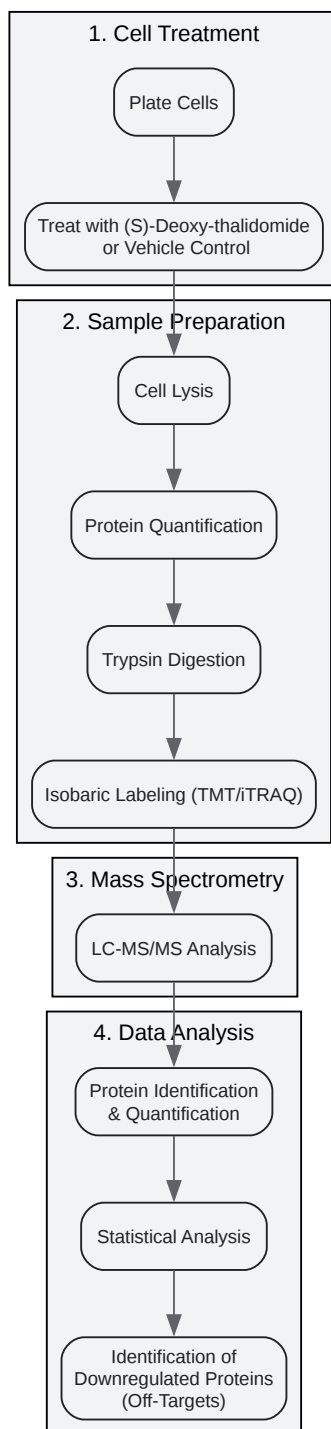 1. Cell Treatment
Plate Cells
Treat with (S)-Deoxy-thalidomide
or Vehicle Control
2. Sample Preparation
Cell Lysis
Protein Quantification
Trypsin Digestion
Isobaric Labeling (TMT/iTRAQ)
3. Mass Spectrometry
LC-MS/MS Analysis
4. Data Analysis
Protein Identification
& Quantification
Statistical Analysis
Identification of
Downregulated Proteins
(Off-Targets)